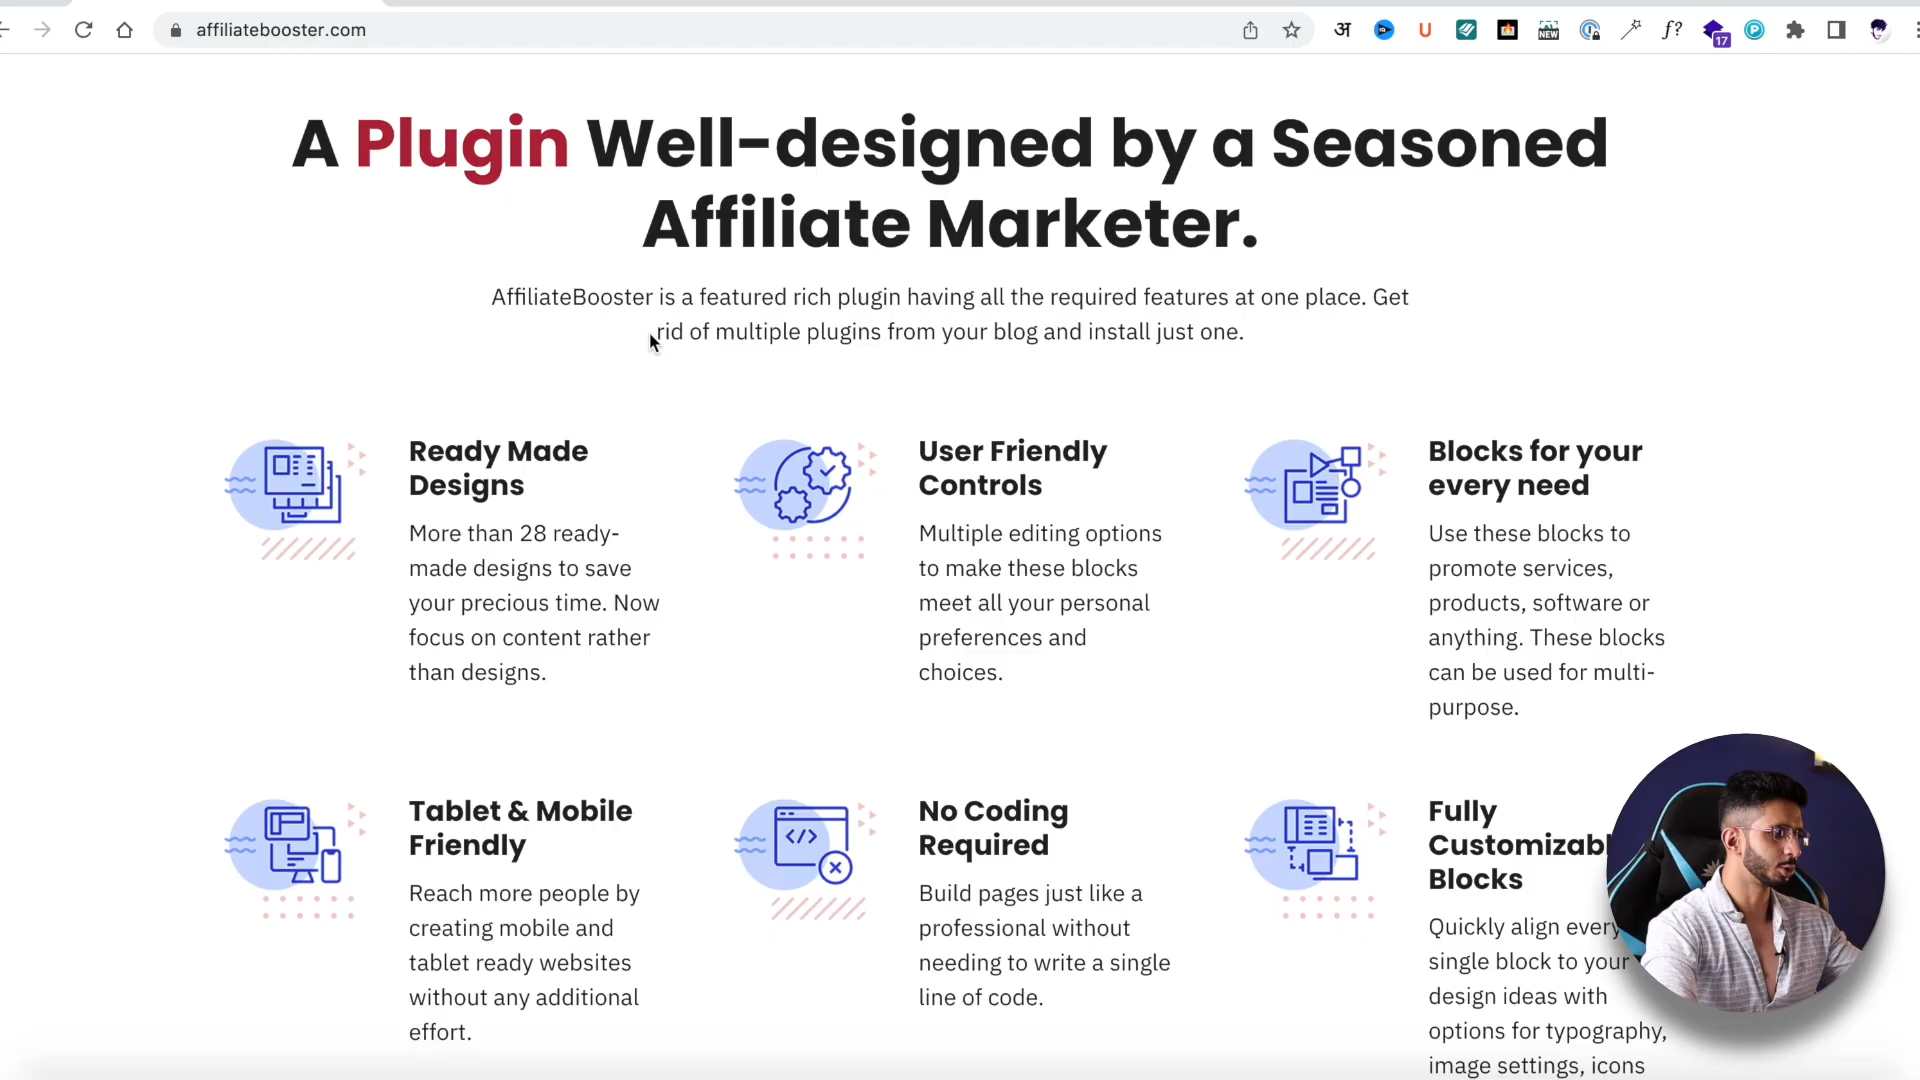 affiliatebooster.com
अ
U
NEW
f?
17
P
A Plugin Well-designed by a Seasoned
Affiliate Marketer.
AffiliateBooster is a featured rich plugin having all the required features at one place. Get
rid of multiple plugins from your blog and install just one.
Ready Made
Designs
More than 28 ready-
made designs to save
your precious time. Now
focus on content rather
than designs.
User Friendly
Controls
Multiple editing options
to make these blocks
meet all your personal
preferences and
choices.
Blocks for your
every need
Use these blocks to
promote services,
products, software or
anything. These blocks
can be used for multi-
purpose.
Tablet & Mobile
Friendly
Reach more people by
creating mobile and
tablet ready websites
without any additional
effort.
No Coding
Required
Build pages just like a
professional without
needing to write a single
line of code.
Fully
Customizabl
Blocks
Quickly align every
single block to your
design ideas with
options for typography,
image settings, icons